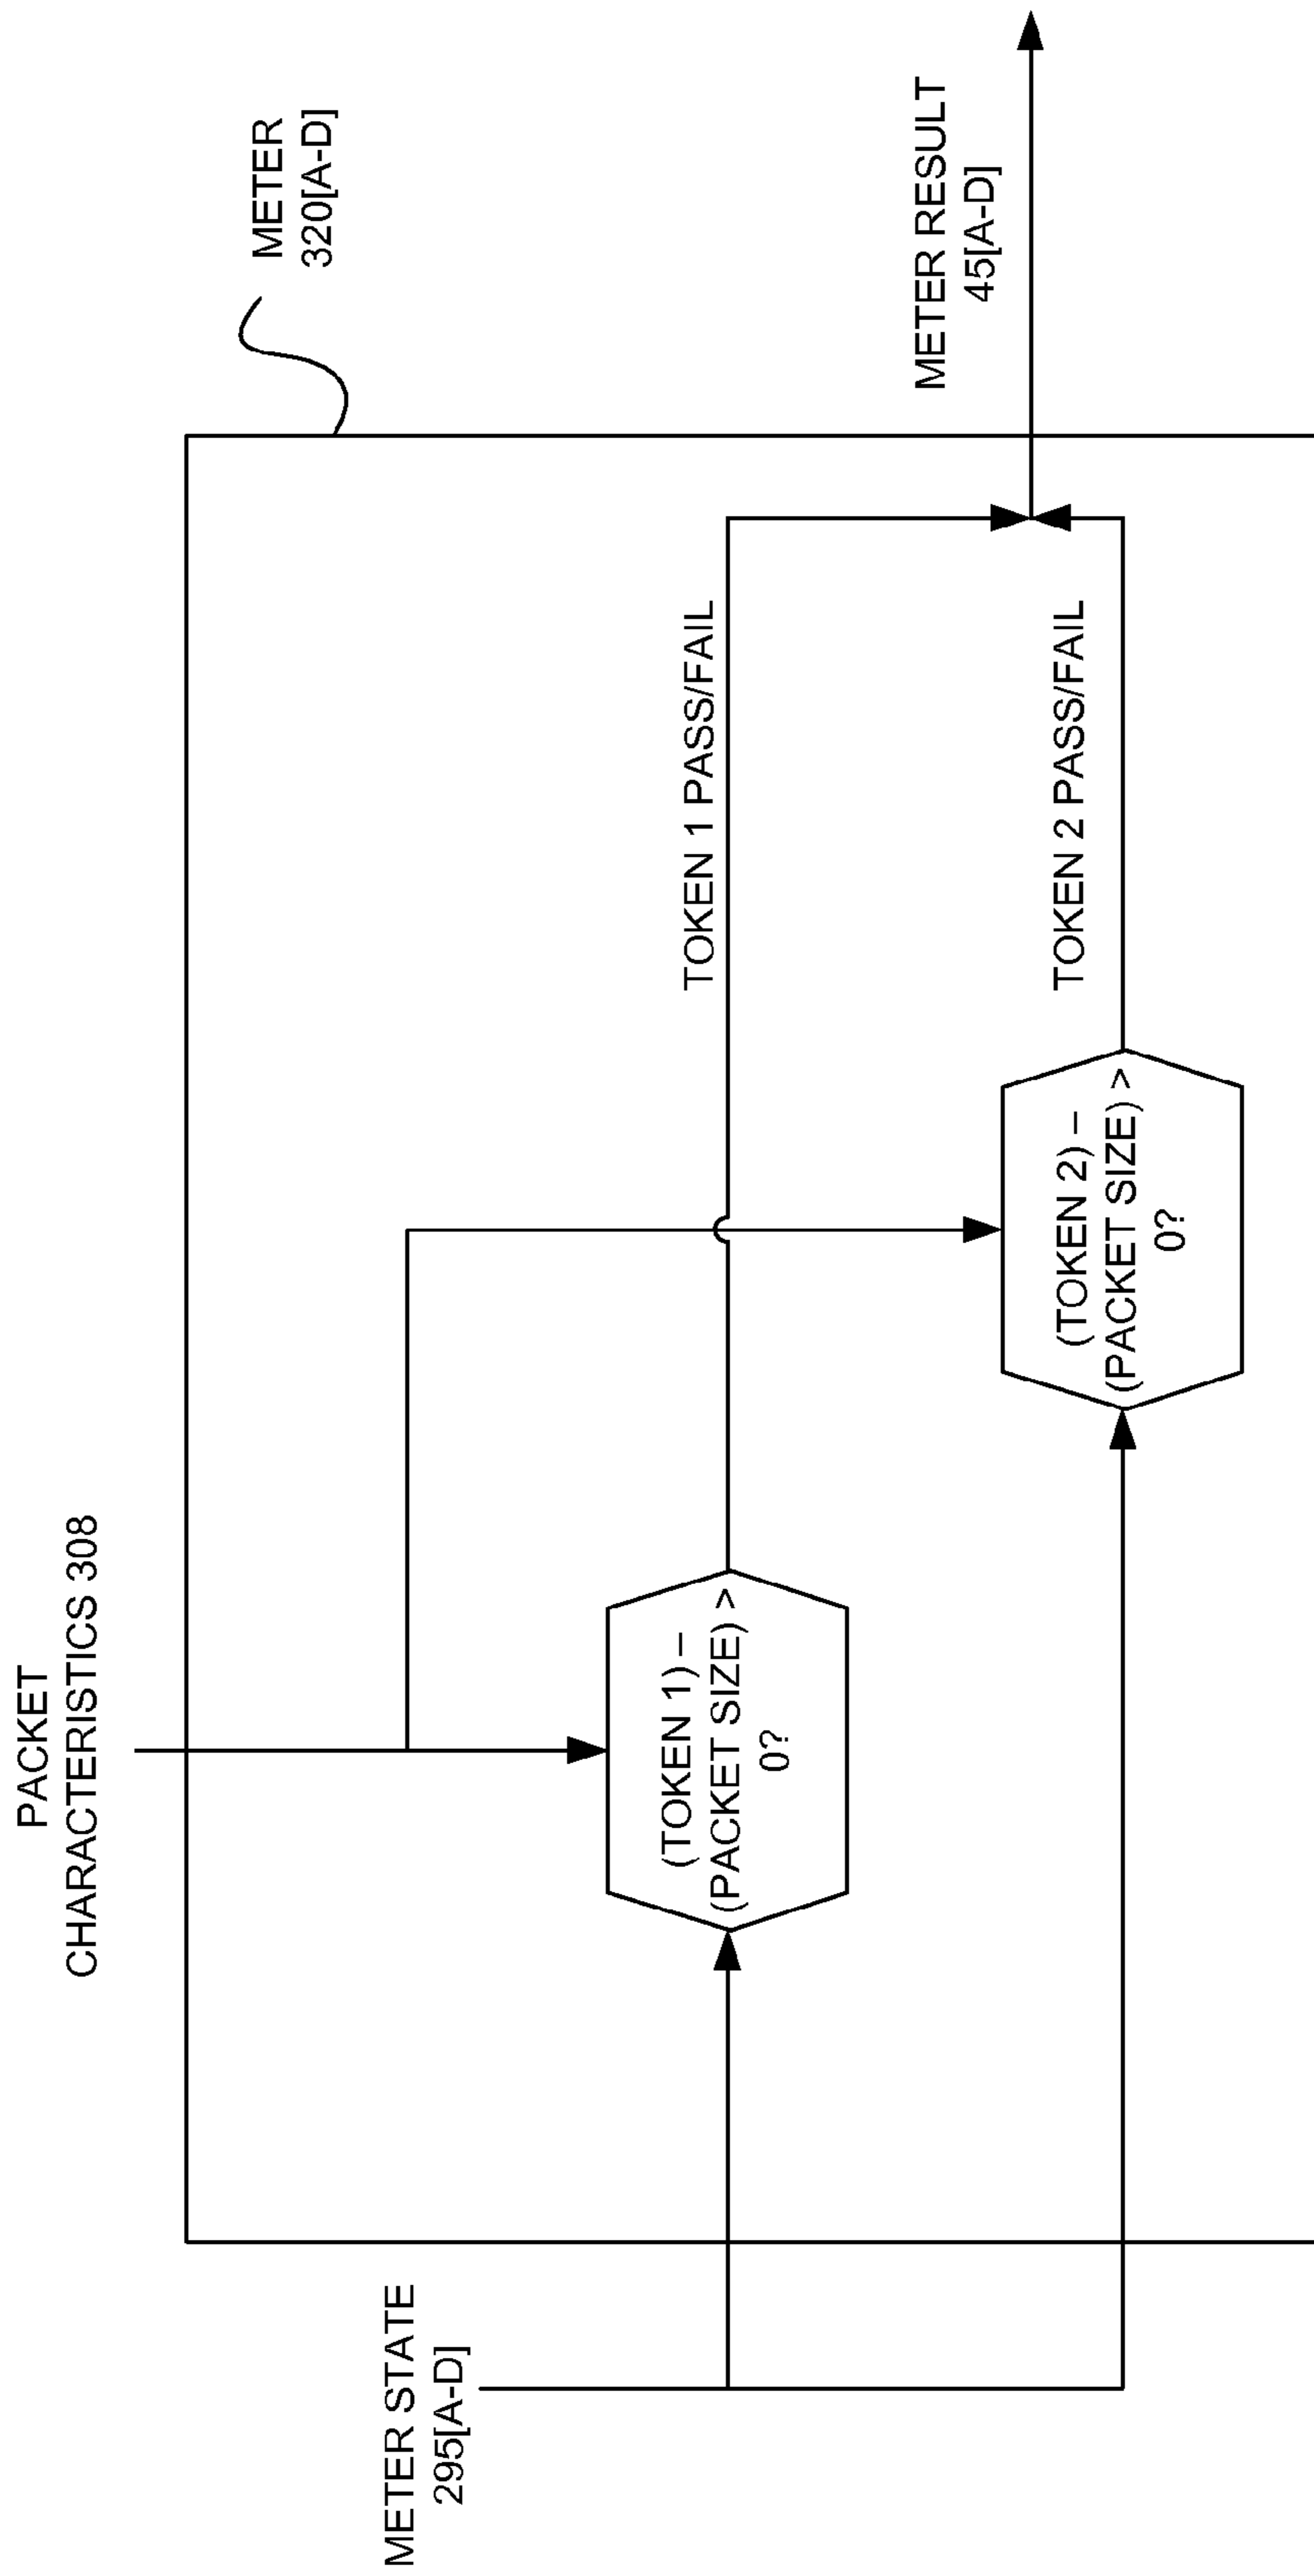 PACKET
CHARACTERISTICS 308
METER
320[A-D]
METER STATE
295[A-D]
(TOKEN 1) –
(PACKET SIZE) >
0?
TOKEN 1 PASS/FAIL
METER RESULT
45[A-D]
(TOKEN 2) –
(PACKET SIZE) >
0?
TOKEN 2 PASS/FAIL